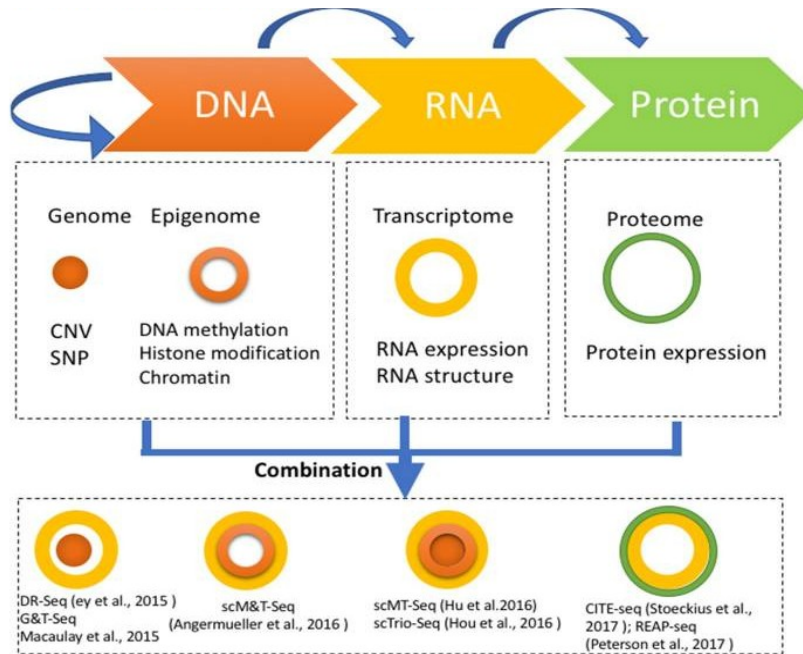 DNA
RNA
Protein
Genome
Epigenome
CNV
SNP
DNA methylation
Histone modification
Chromatin
Transcriptome
RNA expression
RNA structure
Proteome
Protein expression
Combination
DR-Seq (ey et al., 2015 )
G&T-Seq
Macaulay et al., 2015
scM&T-Seq
(Angermueller et al., 2016 )
scMT-Seq (Hu et al.2016)
scTrio-Seq (Hou et al., 2016 )
CITE-seq (Stoeckius et al.,
2017 ); REAP-seq
(Peterson et al., 2017 )